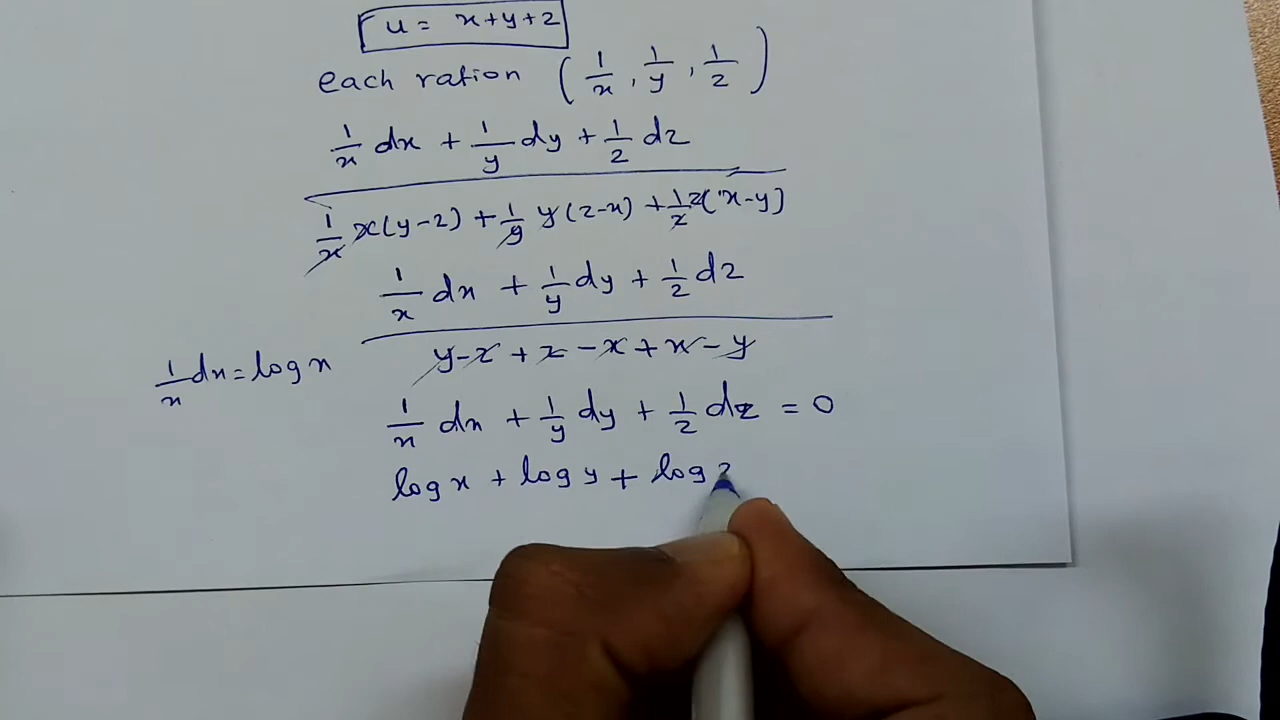 u = x+y+z
each ration (1/x, 1/y, 1/z)
1/x dx + 1/y dy + 1/z dz
1/x x(y-z) + 1/y y(z-x) + 1/z z(x-y)
1/x dx + 1/y dy + 1/z dz
y-z+z-x+x-y
1/x dx = log x
1/x dx + 1/y dy + 1/z dz = 0
log x + log y + log z